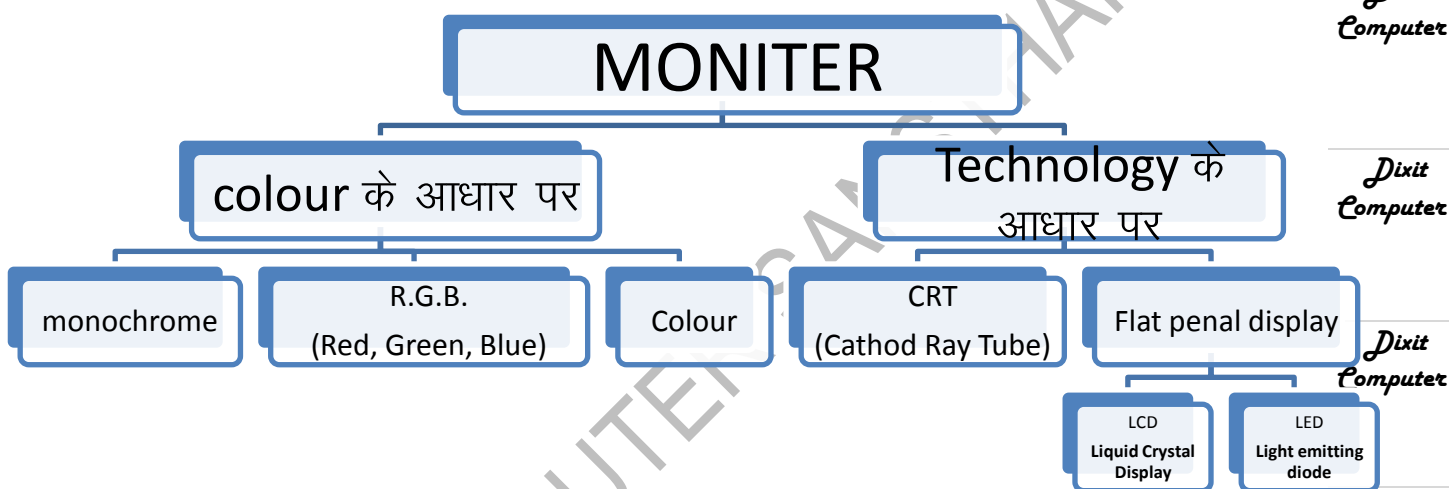 Computer
MONITER
colour के आधार पर
Technology के
आधार पर
Dixit
Computer
monochrome
R.G.B.
(Red, Green, Blue)
Colour
CRT
(Cathod Ray Tube)
Flat penal display
Dixit
Computer
LCD
Liquid Crystal
Display
LED
Light emitting
diode